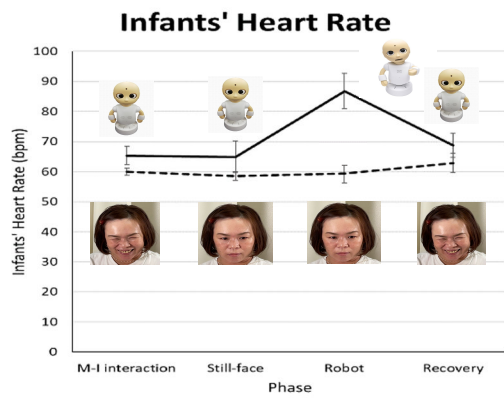 Infants' Heart Rate
100
90
80
70
60
50
40
30
20
10
0
Infants' Heart Rate (bpm)
M-I interaction Still-face Robot Recovery
Phase